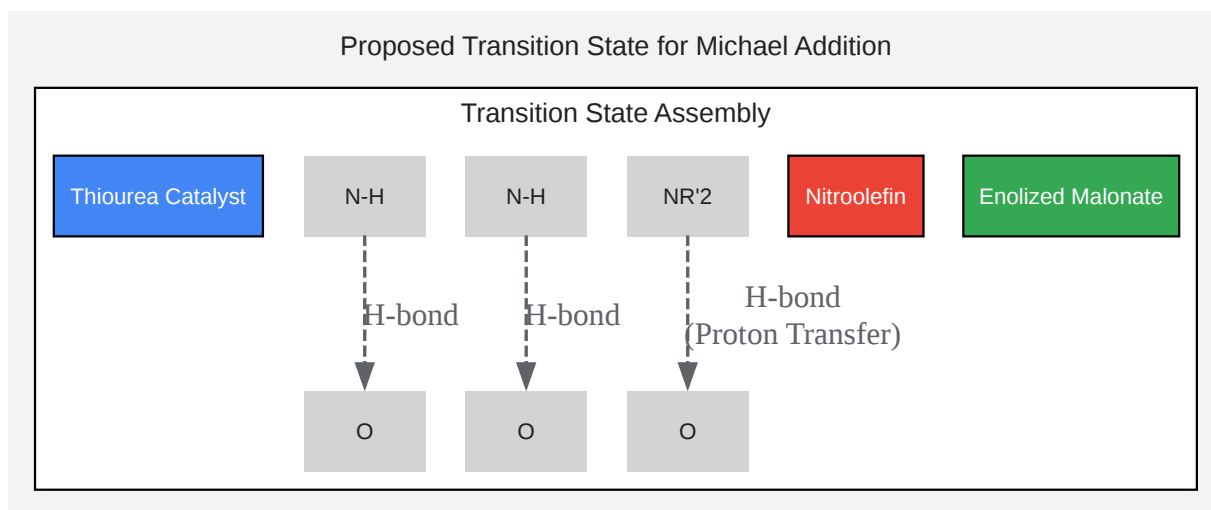 Proposed Transition State for Michael Addition
Transition State Assembly
Thiourea Catalyst
N-H
N-H
NR'2
Nitroolefin
Enolized Malonate
H-bond
H-bond
H-bond
(Proton Transfer)
O
O
O